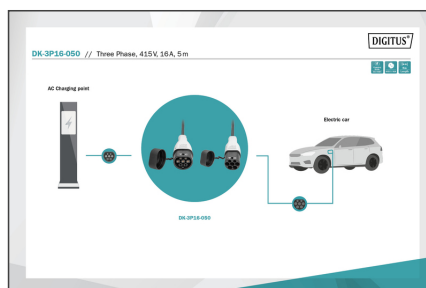 DIGITUS®
DK-3P16-050 // Three Phase, 415V, 16A, 5m
AC Charging point
Electric car
DK-3P16-050